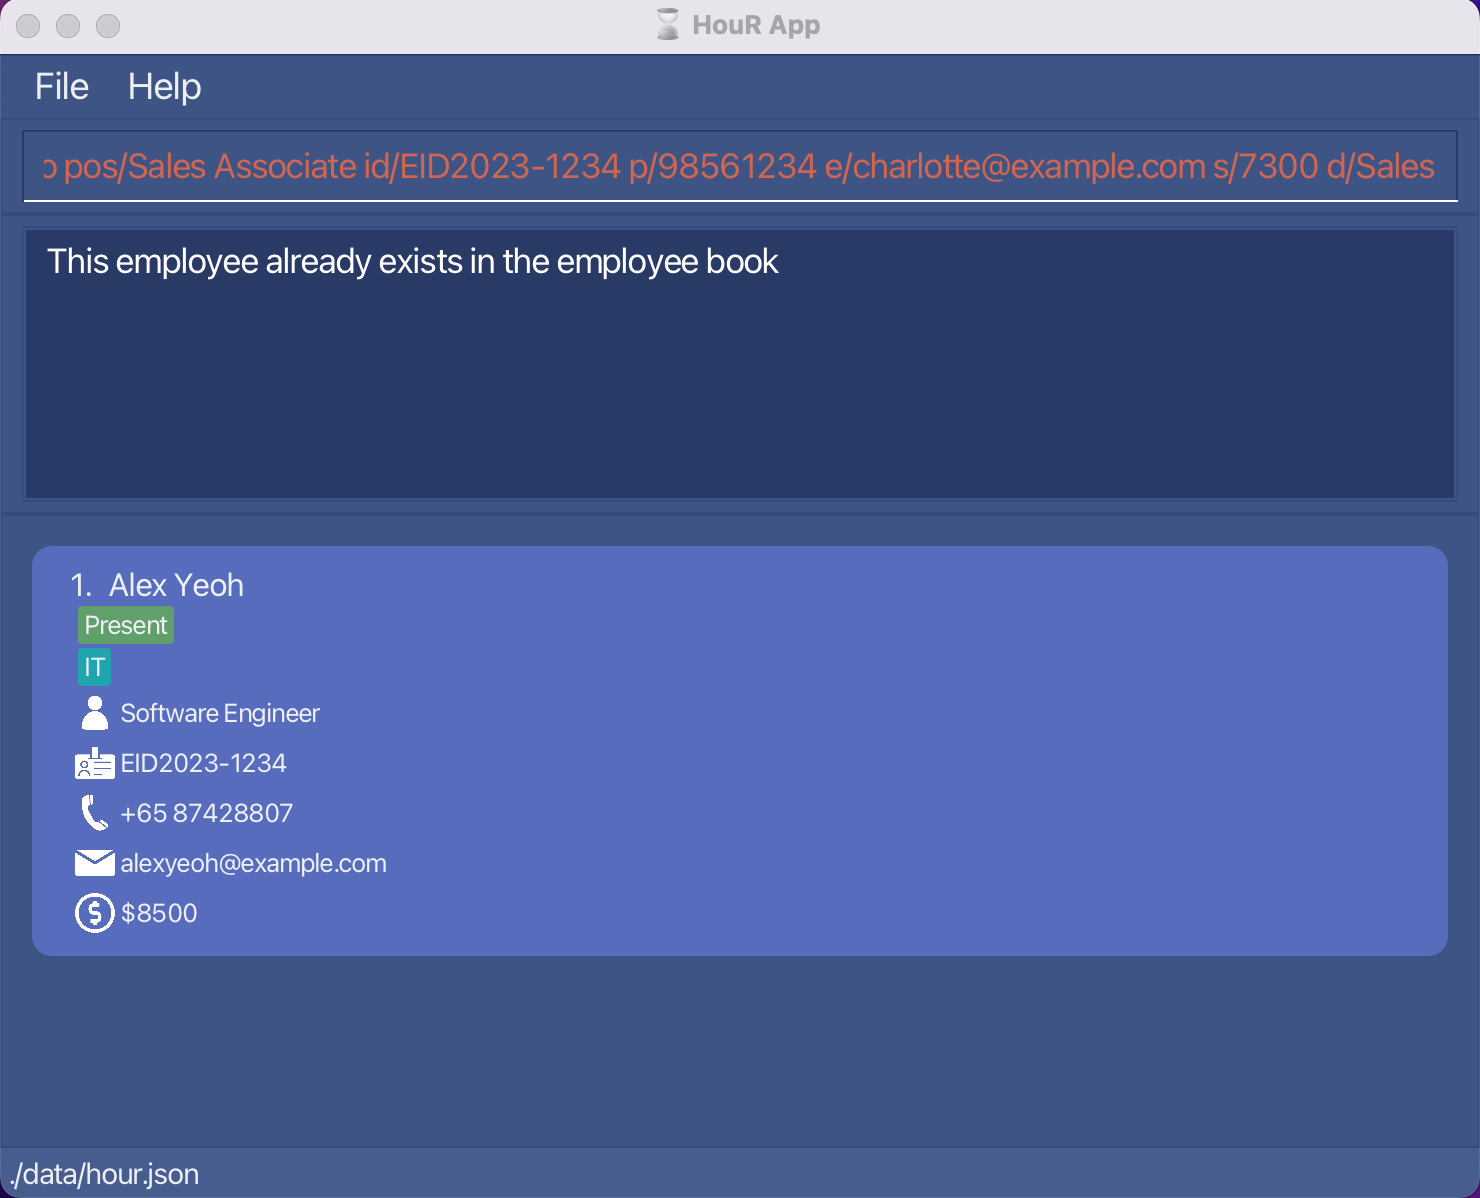 HouR App
File Help
pos/Sales Associate id/EID2023-1234 p/98561234 e/charlotte@example.com s/7300 d/Sales
This employee already exists in the employee book
1. Alex Yeoh
Present
IT
Software Engineer
EID2023-1234
+65 87428807
alexyeoh@example.com
$8500
./data/hour.json